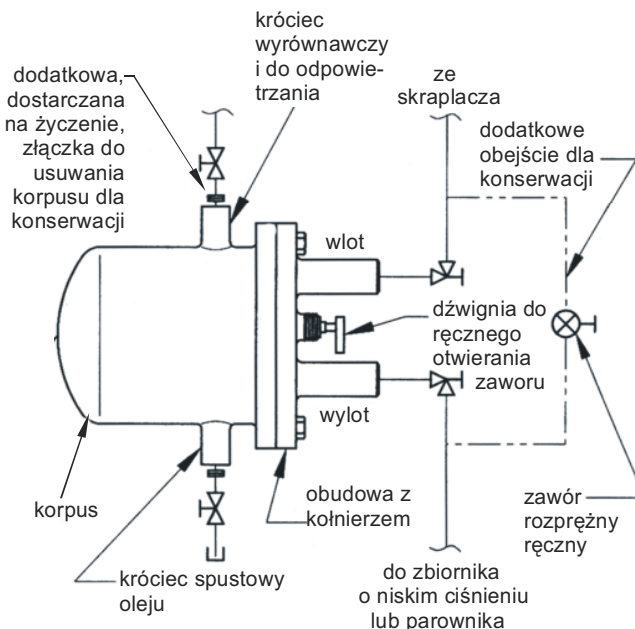 króciec
wyrównawczy
i do odpowie-
trzania
dodatkowa,
dostarczana
na życzenie,
złączka do
usuwania
korpusu dla
konserwacji
ze
skraplacza
dodatkowe
obejście dla
konserwacji
wlot
dźwignia do
ręcznego
otwierania
zaworu
wylot
korpus
obudowa z
kołnierzem
zawór
rozprężny
ręczny
króciec spustowy
oleju
do zbiornika
o niskim ciśnieniu
lub parownika